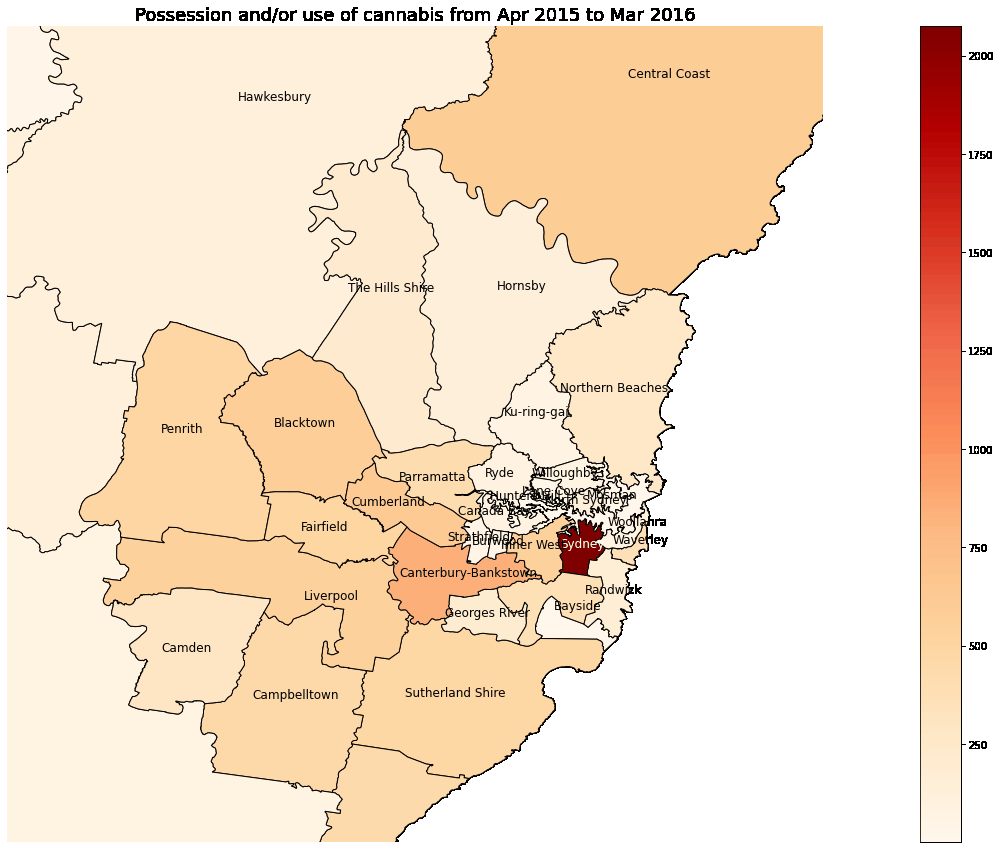 Possession and/or use of cannabis from Apr 2015 to Mar 2016
Central Coast
2000
Hawkesbury
1750
1500
The Hills Shire
Hornsby
1250
Northern Beaches
Ku-ring-gai
Blacktown
Penrith
1000
Parramatta
Ryde
Willoughby
Lane Cove
Mosman
Hunters Hill
North Sydney
Cumberland
Canada Bay
Woollahra
Fairfield
Strathfield
Burwood
Inner West
Sydney
Waverley
750
Canterbury-Bankstown
Liverpool
Randwick
Bayside
Georges River
Camden
500
Campbelltown
Sutherland Shire
250